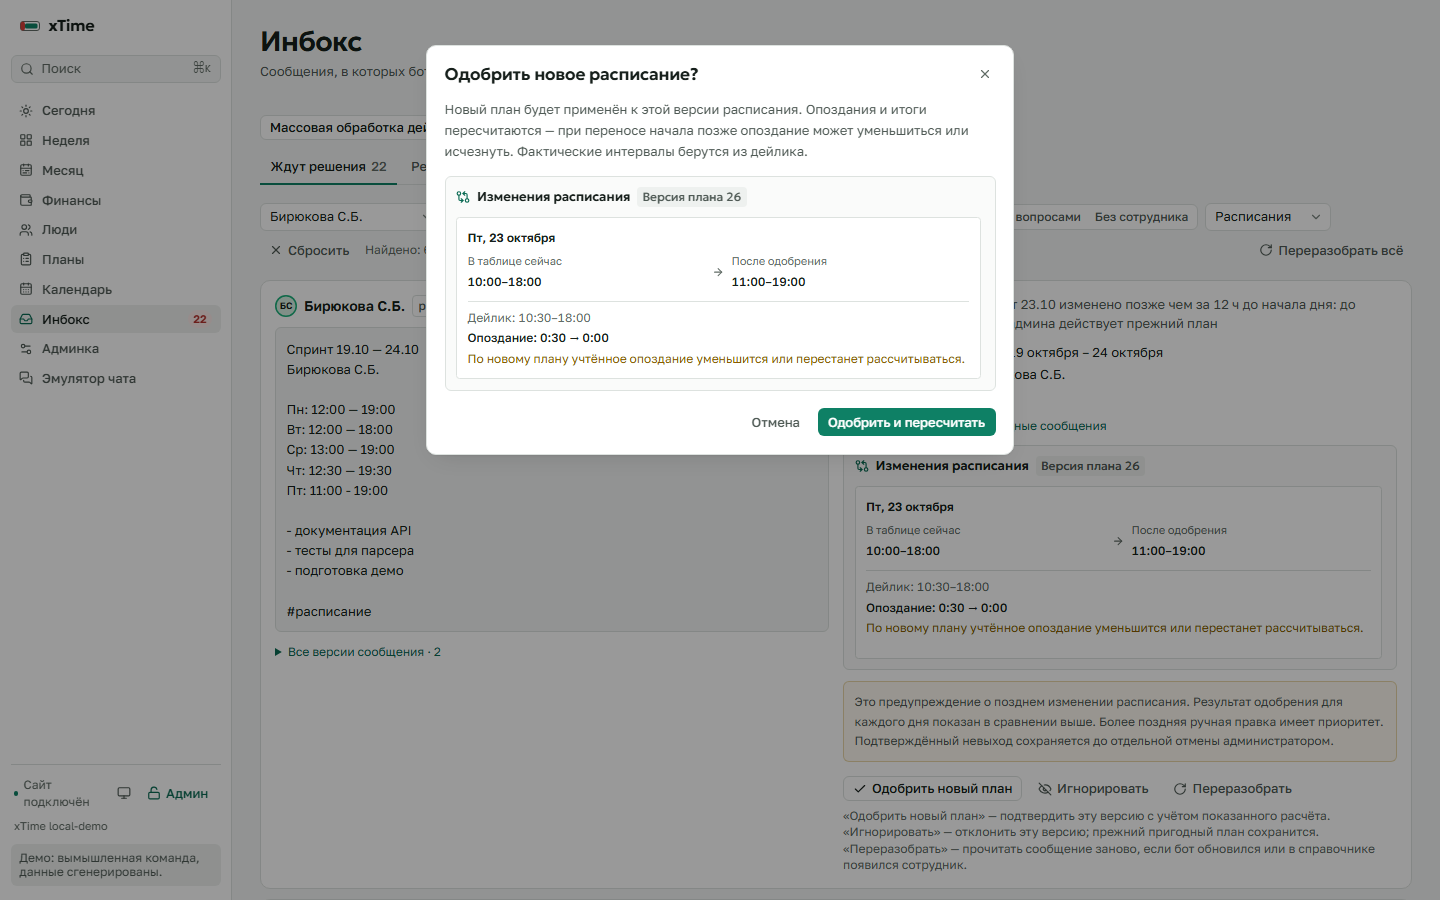 xTime
Поиск
⌘K
Сегодня
Неделя
Месяц
Финансы
Люди
Планы
Календарь
Инбокс 22
Админка
Эмулятор чата
Сайт подключён
Админ
xTime local-demo
Демо: вымышленная команда,
данные сгенерированы.
Инбокс
Сообщения, в которых
Массовая обработка
Ждут решения 22
Бирюкова С.Б.
вопросами
Без сотрудника
Расписания
Сбросить
Найдено:
Переразобрать всё
Одобрить новое расписание?
Новый план будет применён к этой версии расписания. Опоздания и итоги
пересчитаются — при переносе начала позже опоздание может уменьшиться или
исчезнуть. Фактические интервалы берутся из дейлика.
Изменения расписания Версия плана 26
Пт, 23 октября
В таблице сейчас
10:00–18:00
→
После одобрения
11:00–19:00
Дейлик: 10:30–18:00
Опоздание: 0:30 → 0:00
По новому плану учтённое опоздание уменьшится или перестанет рассчитываться.
Отмена
Одобрить и пересчитать
БС Бирюкова С.Б.
Спринт 19.10 — 24.10
Бирюкова С.Б.
Пн: 12:00 — 19:00
Вт: 12:00 — 18:00
Ср: 13:00 — 19:00
Чт: 12:30 — 19:30
Пт: 11:00 - 19:00
- документация API
- тесты для парсера
- подготовка демо
#расписание
Все версии сообщения · 2
23.10 изменено позже чем за 12 ч до начала дня: до
действует прежний план
октября – 24 октября
С.Б.
сообщения
Изменения расписания Версия плана 26
Пт, 23 октября
В таблице сейчас
10:00–18:00
→
После одобрения
11:00–19:00
Дейлик: 10:30–18:00
Опоздание: 0:30 → 0:00
По новому плану учтённое опоздание уменьшится или перестанет рассчитываться.
Это предупреждение о позднем изменении расписания. Результат одобрения для
каждого дня показан в сравнении выше. Более поздняя ручная правка имеет приоритет.
Подтверждённый невыход сохраняется до отдельной отмены администратором.
Одобрить новый план
Игнорировать
Переразобрать
«Одобрить новый план» — подтвердить эту версию с учётом показанного расчёта.
«Игнорировать» — отклонить эту версию; прежний пригодный план сохранится.
«Переразобрать» — прочитать сообщение заново, если бот обновился или в справочнике
появился сотрудник.